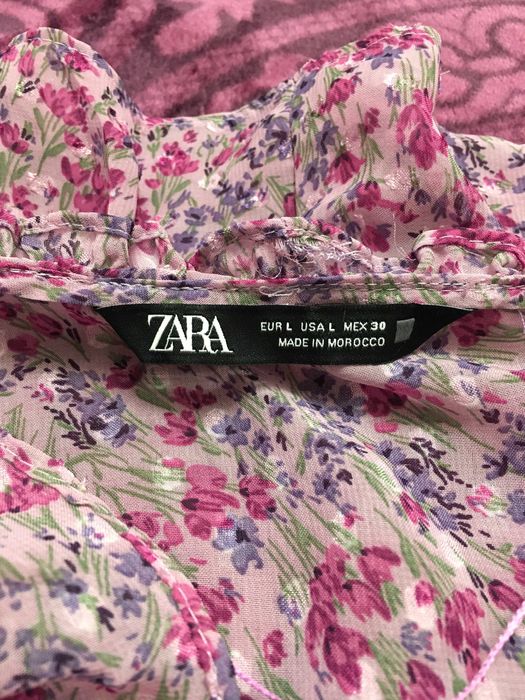 ZARA
EUR L USA L MEX 30
MADE IN MOROCCO